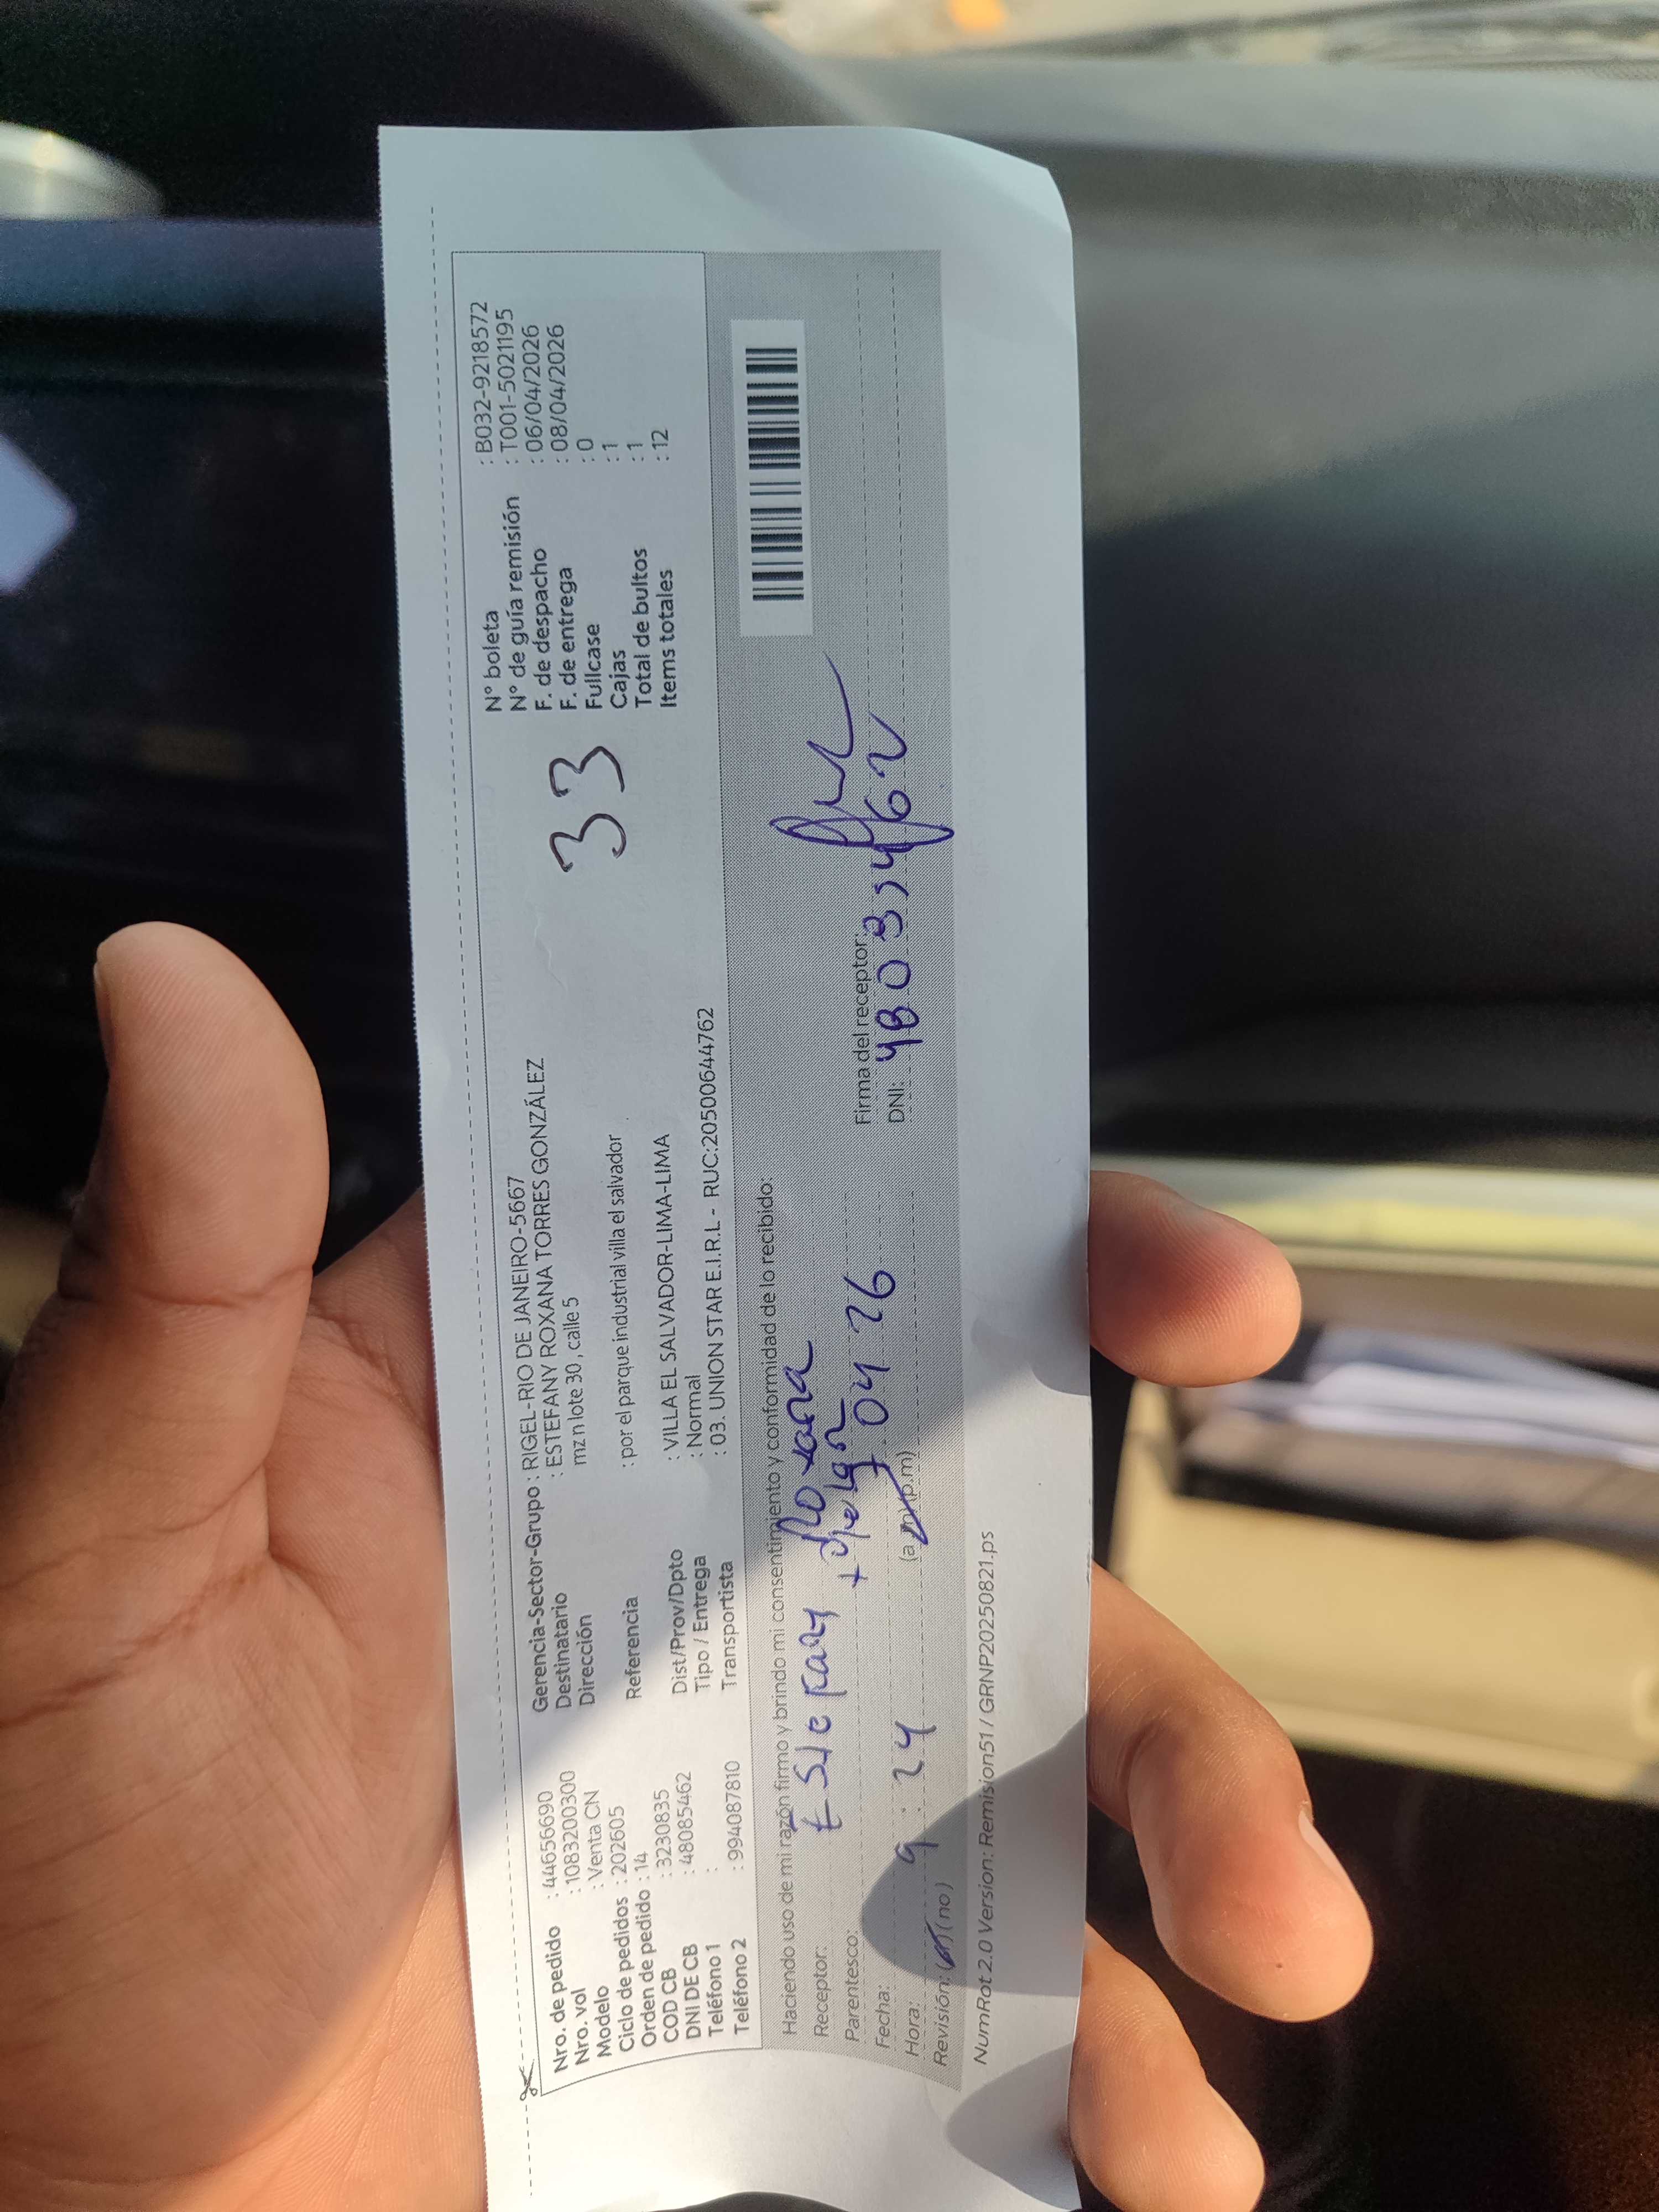 Nro. de pedido : 44656690
Nro. vol : 1083200300
Modelo : Venta CN
Ciclo de pedidos : 202605
Orden de pedido : 14
COD CB : 3230835
DNI DE CB : 48085462
Teléfono 1 :
Teléfono 2 : 994087810
Gerencia-Sector-Grupo : RIGEL-RIO DE JANEIRO-5667
Destinatario : ESTEFANY ROXANA TORRES GONZÁLEZ
Dirección mz n lote 30 , calle 5
Referencia : por el parque industrial villa el salvador
Dist/Prov/Dpto : VILLA EL SALVADOR-LIMA-LIMA
Tipo / Entrega : Normal
Transportista : 03. UNION STAR E.I.R.L - RUC:20500644762
33
N° boleta : B032-9218572
N° de guía remisión : T001-5021195
F. de despacho : 06/04/2026
F. de entrega : 08/04/2026
Fullcase : 0
Cajas : 1
Total de bultos : 1
Items totales : 12
Haciendo uso de mi razón firmo y brindo mi consentimiento y conformidad de lo recibido:
Receptor: Estefany Roxana
Parentesco:
Fecha: 04 26
Hora: 9:24 (a.m)(p.m)
Revisión: (no)
Firma del receptor:
DNI:
NumRot 2.0 Version: Remision51 / GRNP20250821.ps